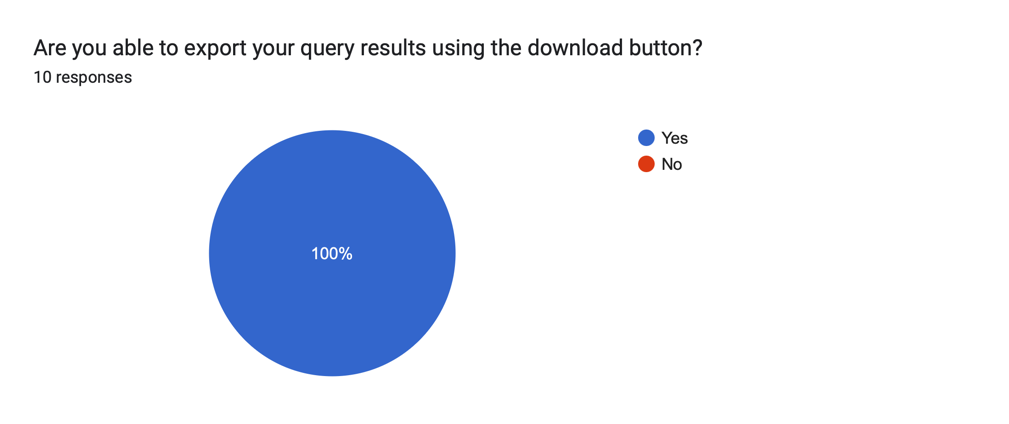 Are you able to export your query results using the download button?
10 responses
Yes
No
100%